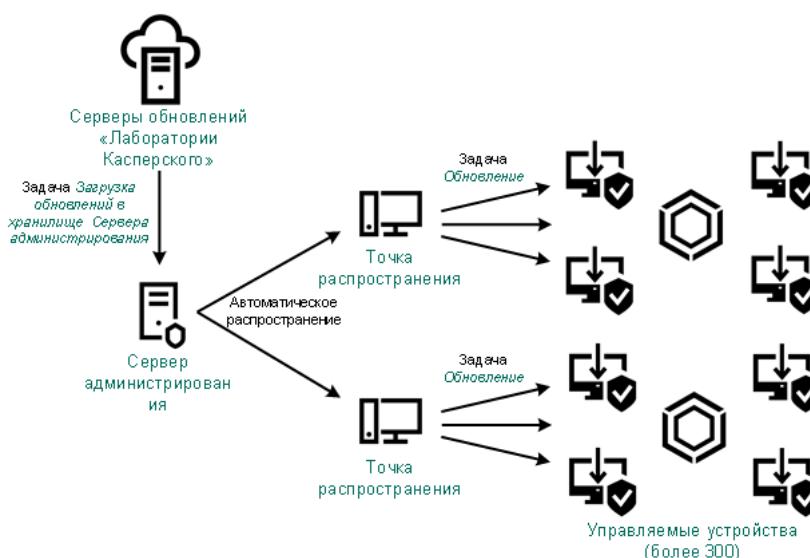 Серверы обновлений
«Лаборатории
Касперского»
Задача Загрузка
обновлений в
хранилище Сервера
администрирования
Сервер
администрирован
ия
Автоматическое
распространение
Точка
распространения
Задача
Обновление
Точка
распространения
Задача
Обновление
Управляемые устройства
(более 300)